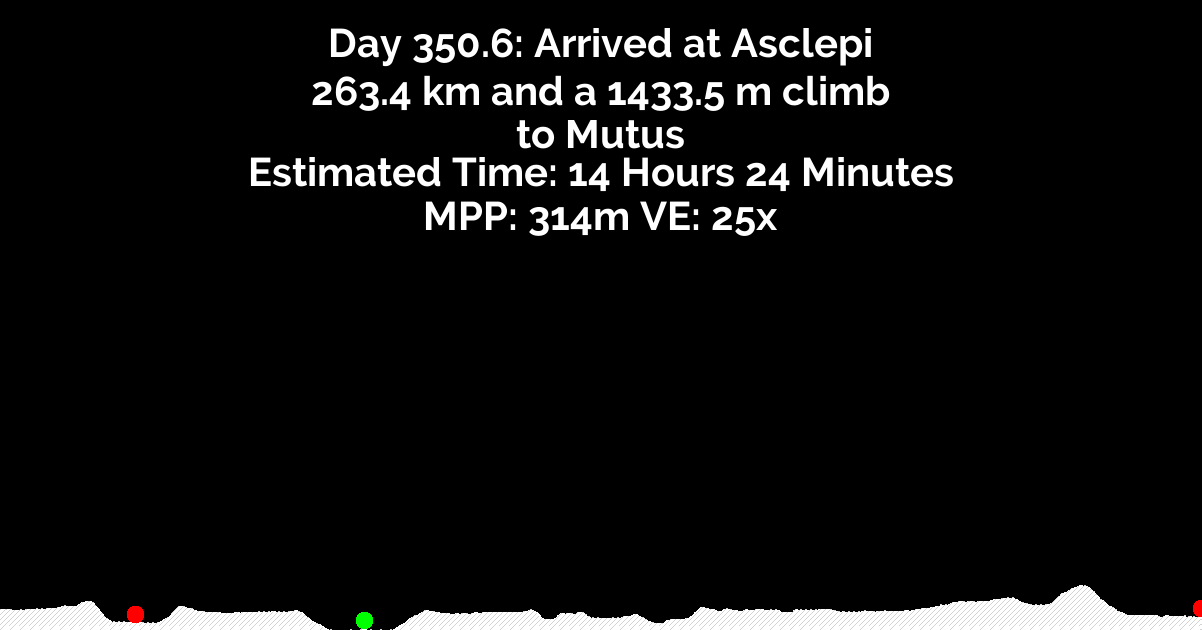 Day 350.6: Arrived at Asclepi
263.4 km and a 1433.5 m climb
to Mutus
Estimated Time: 14 Hours 24 Minutes
MPP: 314m VE: 25x